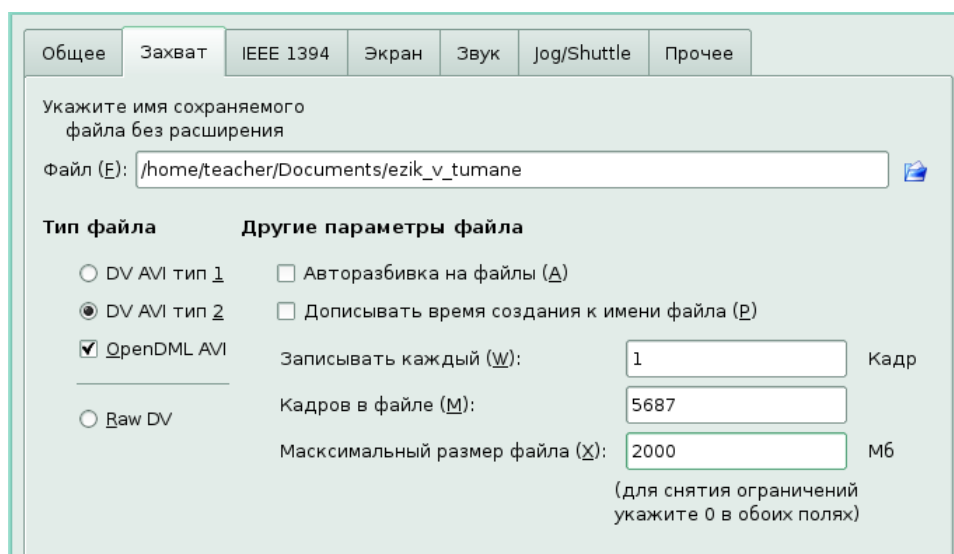 Общее Захват IEEE 1394 Экран Звук Jog/Shuttle Прочее
Укажите имя сохраняемого
файла без расширения
Файл (F): /home/teacher/Documents/ezik_v_tumane
Тип файла Другие параметры файла
DV AVI тип 1 Авторазбивка на файлы (A)
DV AVI тип 2 Дописывать время создания к имени файла (P)
OpenDML AVI Записывать каждый (W): 1 Кадр
Raw DV Кадров в файле (M): 5687
Масксимальный размер файла (X): 2000 Мб
(для снятия ограничений
укажите 0 в обоих полях)